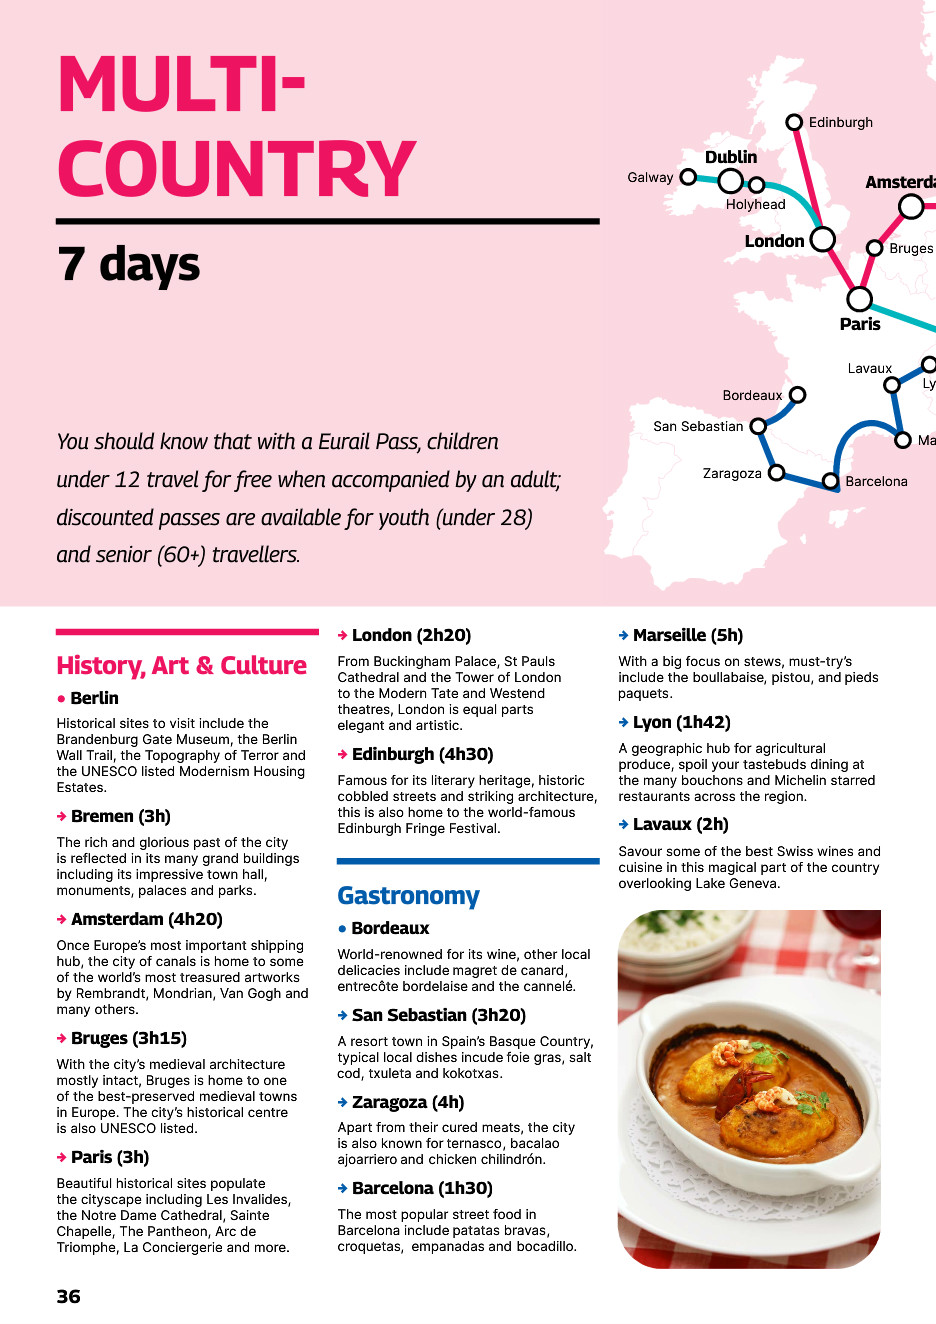 MULTI-
COUNTRY
7 days
You should know that with a Eurail Pass, children
under 12 travel for free when accompanied by an adult;
discounted passes are available for youth (under 28)
and senior (60+) travellers.
Edinburgh
Dublin
Galway
Holyhead
Amsterda
London
Bruges
Paris
Lavaux
Ly
Bordeaux
San Sebastian
Ma
Zaragoza
Barcelona
History, Art & Culture
• Berlin
Historical sites to visit include the
Brandenburg Gate Museum, the Berlin
Wall Trail, the Topography of Terror and
the UNESCO listed Modernism Housing
Estates.
→ Bremen (3h)
The rich and glorious past of the city
is reflected in its many grand buildings
including its impressive town hall,
monuments, palaces and parks.
→ Amsterdam (4h20)
Once Europe's most important shipping
hub, the city of canals is home to some
of the world's most treasured artworks
by Rembrandt, Mondrian, Van Gogh and
many others.
→ Bruges (3h15)
With the city's medieval architecture
mostly intact, Bruges is home to one
of the best-preserved medieval towns
in Europe. The city's historical centre
is also UNESCO listed.
→ Paris (3h)
Beautiful historical sites populate
the cityscape including Les Invalides,
the Notre Dame Cathedral, Sainte
Chapelle, The Pantheon, Arc de
Triomphe, La Conciergerie and more.
→ London (2h20)
From Buckingham Palace, St Pauls
Cathedral and the Tower of London
to the Modern Tate and Westend
theatres, London is equal parts
elegant and artistic.
→ Edinburgh (4h30)
Famous for its literary heritage, historic
cobbled streets and striking architecture,
this is also home to the world-famous
Edinburgh Fringe Festival.
Gastronomy
• Bordeaux
World-renowned for its wine, other local
delicacies include magret de canard,
entrecôte bordelaise and the cannelé.
→ San Sebastian (3h20)
A resort town in Spain's Basque Country,
typical local dishes incude foie gras, salt
cod, txuleta and kokotxas.
→ Zaragoza (4h)
Apart from their cured meats, the city
is also known for ternasco, bacalao
ajoarriero and chicken chilindrón.
→ Barcelona (1h30)
The most popular street food in
Barcelona include patatas bravas,
croquetas, empanadas and bocadillo.
→ Marseille (5h)
With a big focus on stews, must-try's
include the boullabaise, pistou, and pieds
paquets.
→ Lyon (1h42)
A geographic hub for agricultural
produce, spoil your tastebuds dining at
the many bouchons and Michelin starred
restaurants across the region.
→ Lavaux (2h)
Savour some of the best Swiss wines and
cuisine in this magical part of the country
overlooking Lake Geneva.
36